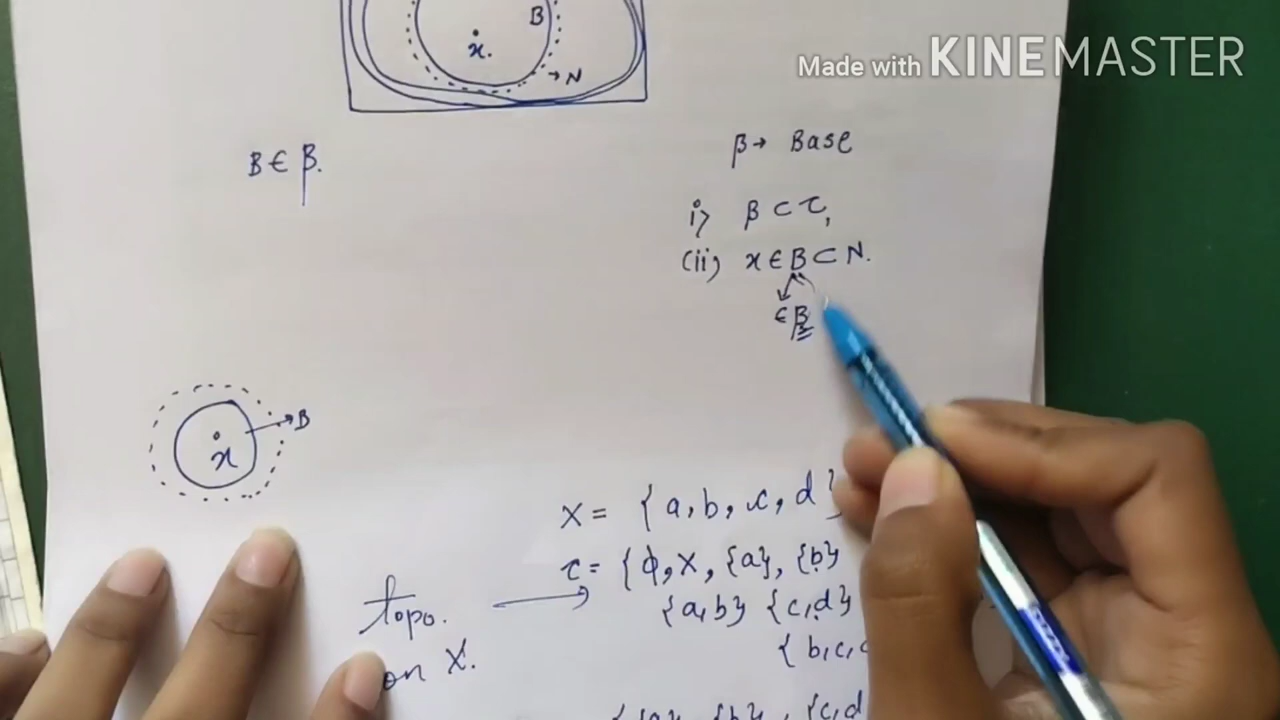 Made with KINEMASTER
B
x.
→ N
B ∈ β.
β → Base
i) β ⊂ τ,
(ii) x ∈ B ⊂ N.
∈ β
→ B
x
X = { a, b, c, d }
τ = { ϕ, X, {a}, {b}
{a,b} {c,d}
{ b, c,
topo.
on X.
{ {a}, {b}, {c,d